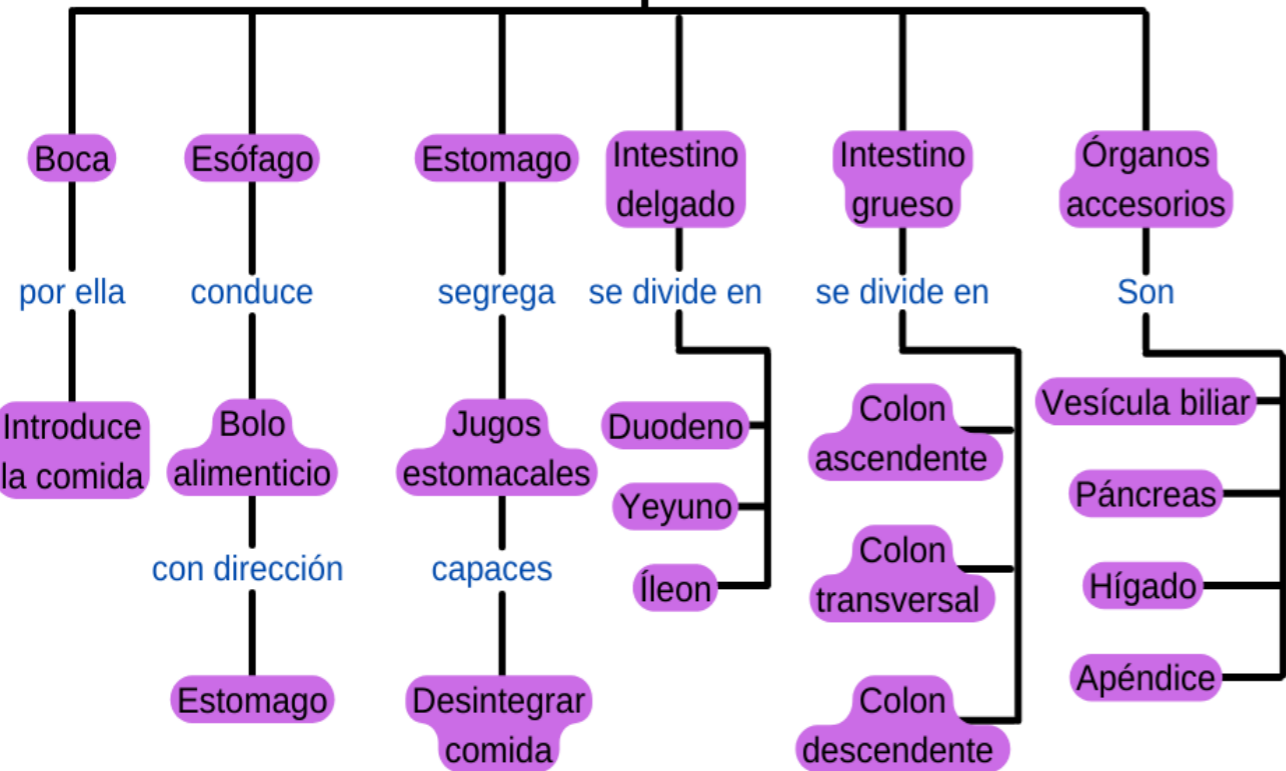 Boca
por ella
Introduce
la comida
Esófago
conduce
Bolo
alimenticio
con dirección
Estomago
Estomago
segrega
Jugos
estomacales
capaces
Desintegrar
comida
Intestino
delgado
se divide en
Duodeno
Yeyuno
Íleon
Intestino
grueso
se divide en
Colon
ascendente
Colon
transversal
Colon
descendente
Órganos
accesorios
Son
Vesícula biliar
Páncreas
Hígado
Apéndice